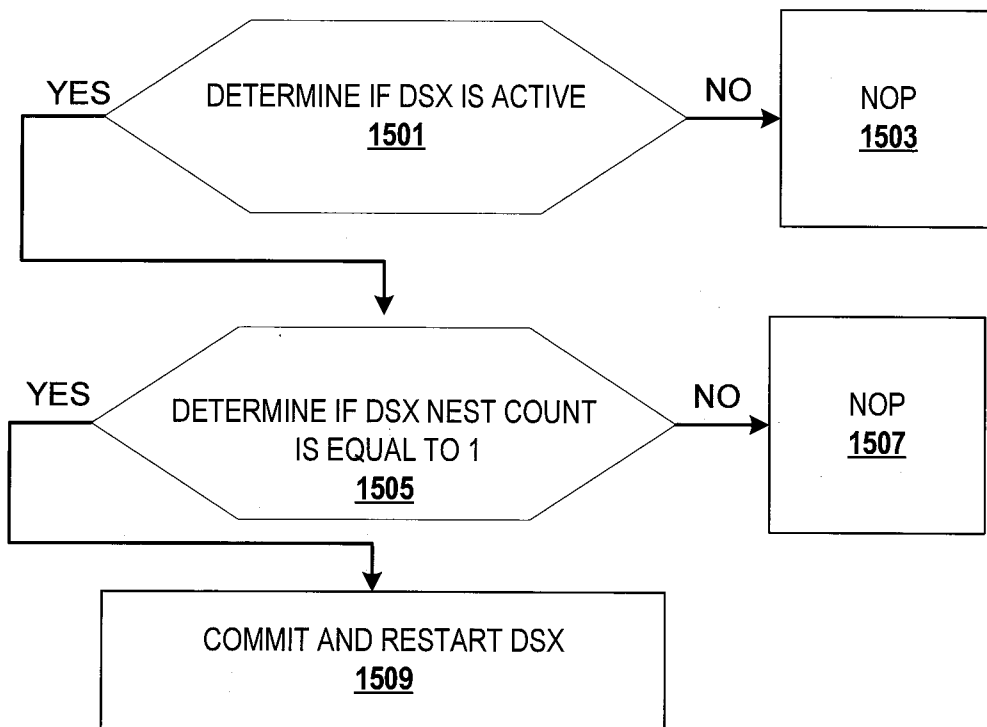 YES
DETERMINE IF DSX IS ACTIVE
1501
NO
NOP
1503
YES
DETERMINE IF DSX NEST COUNT
IS EQUAL TO 1
1505
NO
NOP
1507
COMMIT AND RESTART DSX
1509